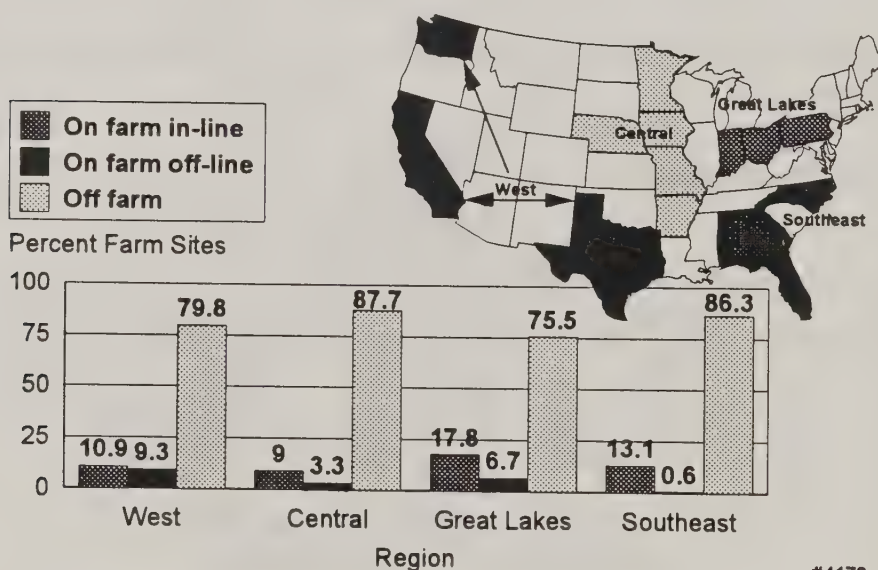 Great Lakes
Central
West
Southeast
On farm in-line
On farm off-line
Off farm
Percent Farm Sites
100
75
50
25
0
10.9 9.3 79.8
9 3.3 87.7
17.8 6.7 75.5
13.1 0.6 86.3
West Central Great Lakes Southeast
Region